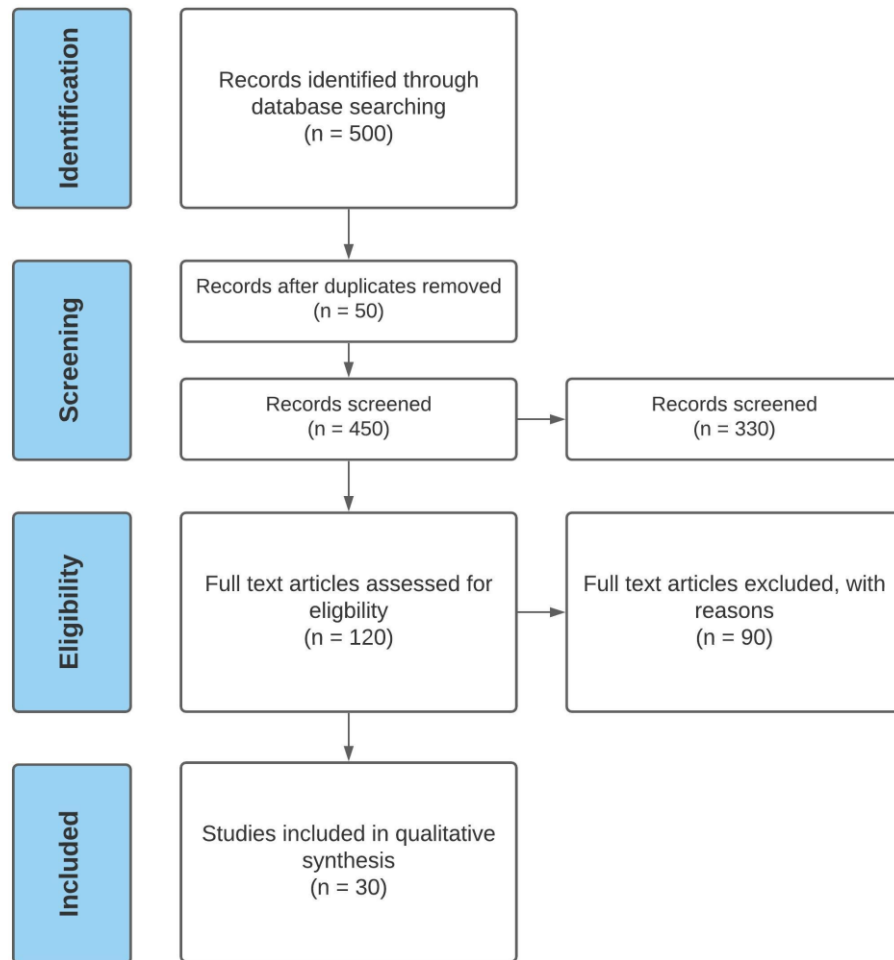 Identification
Records identified through
database searching
(n = 500)
Screening
Records after duplicates removed
(n = 50)
Records screened
(n = 450)
Records screened
(n = 330)
Eligibility
Full text articles assessed for
eligbility
(n = 120)
Full text articles excluded, with
reasons
(n = 90)
Included
Studies included in qualitative
synthesis
(n = 30)